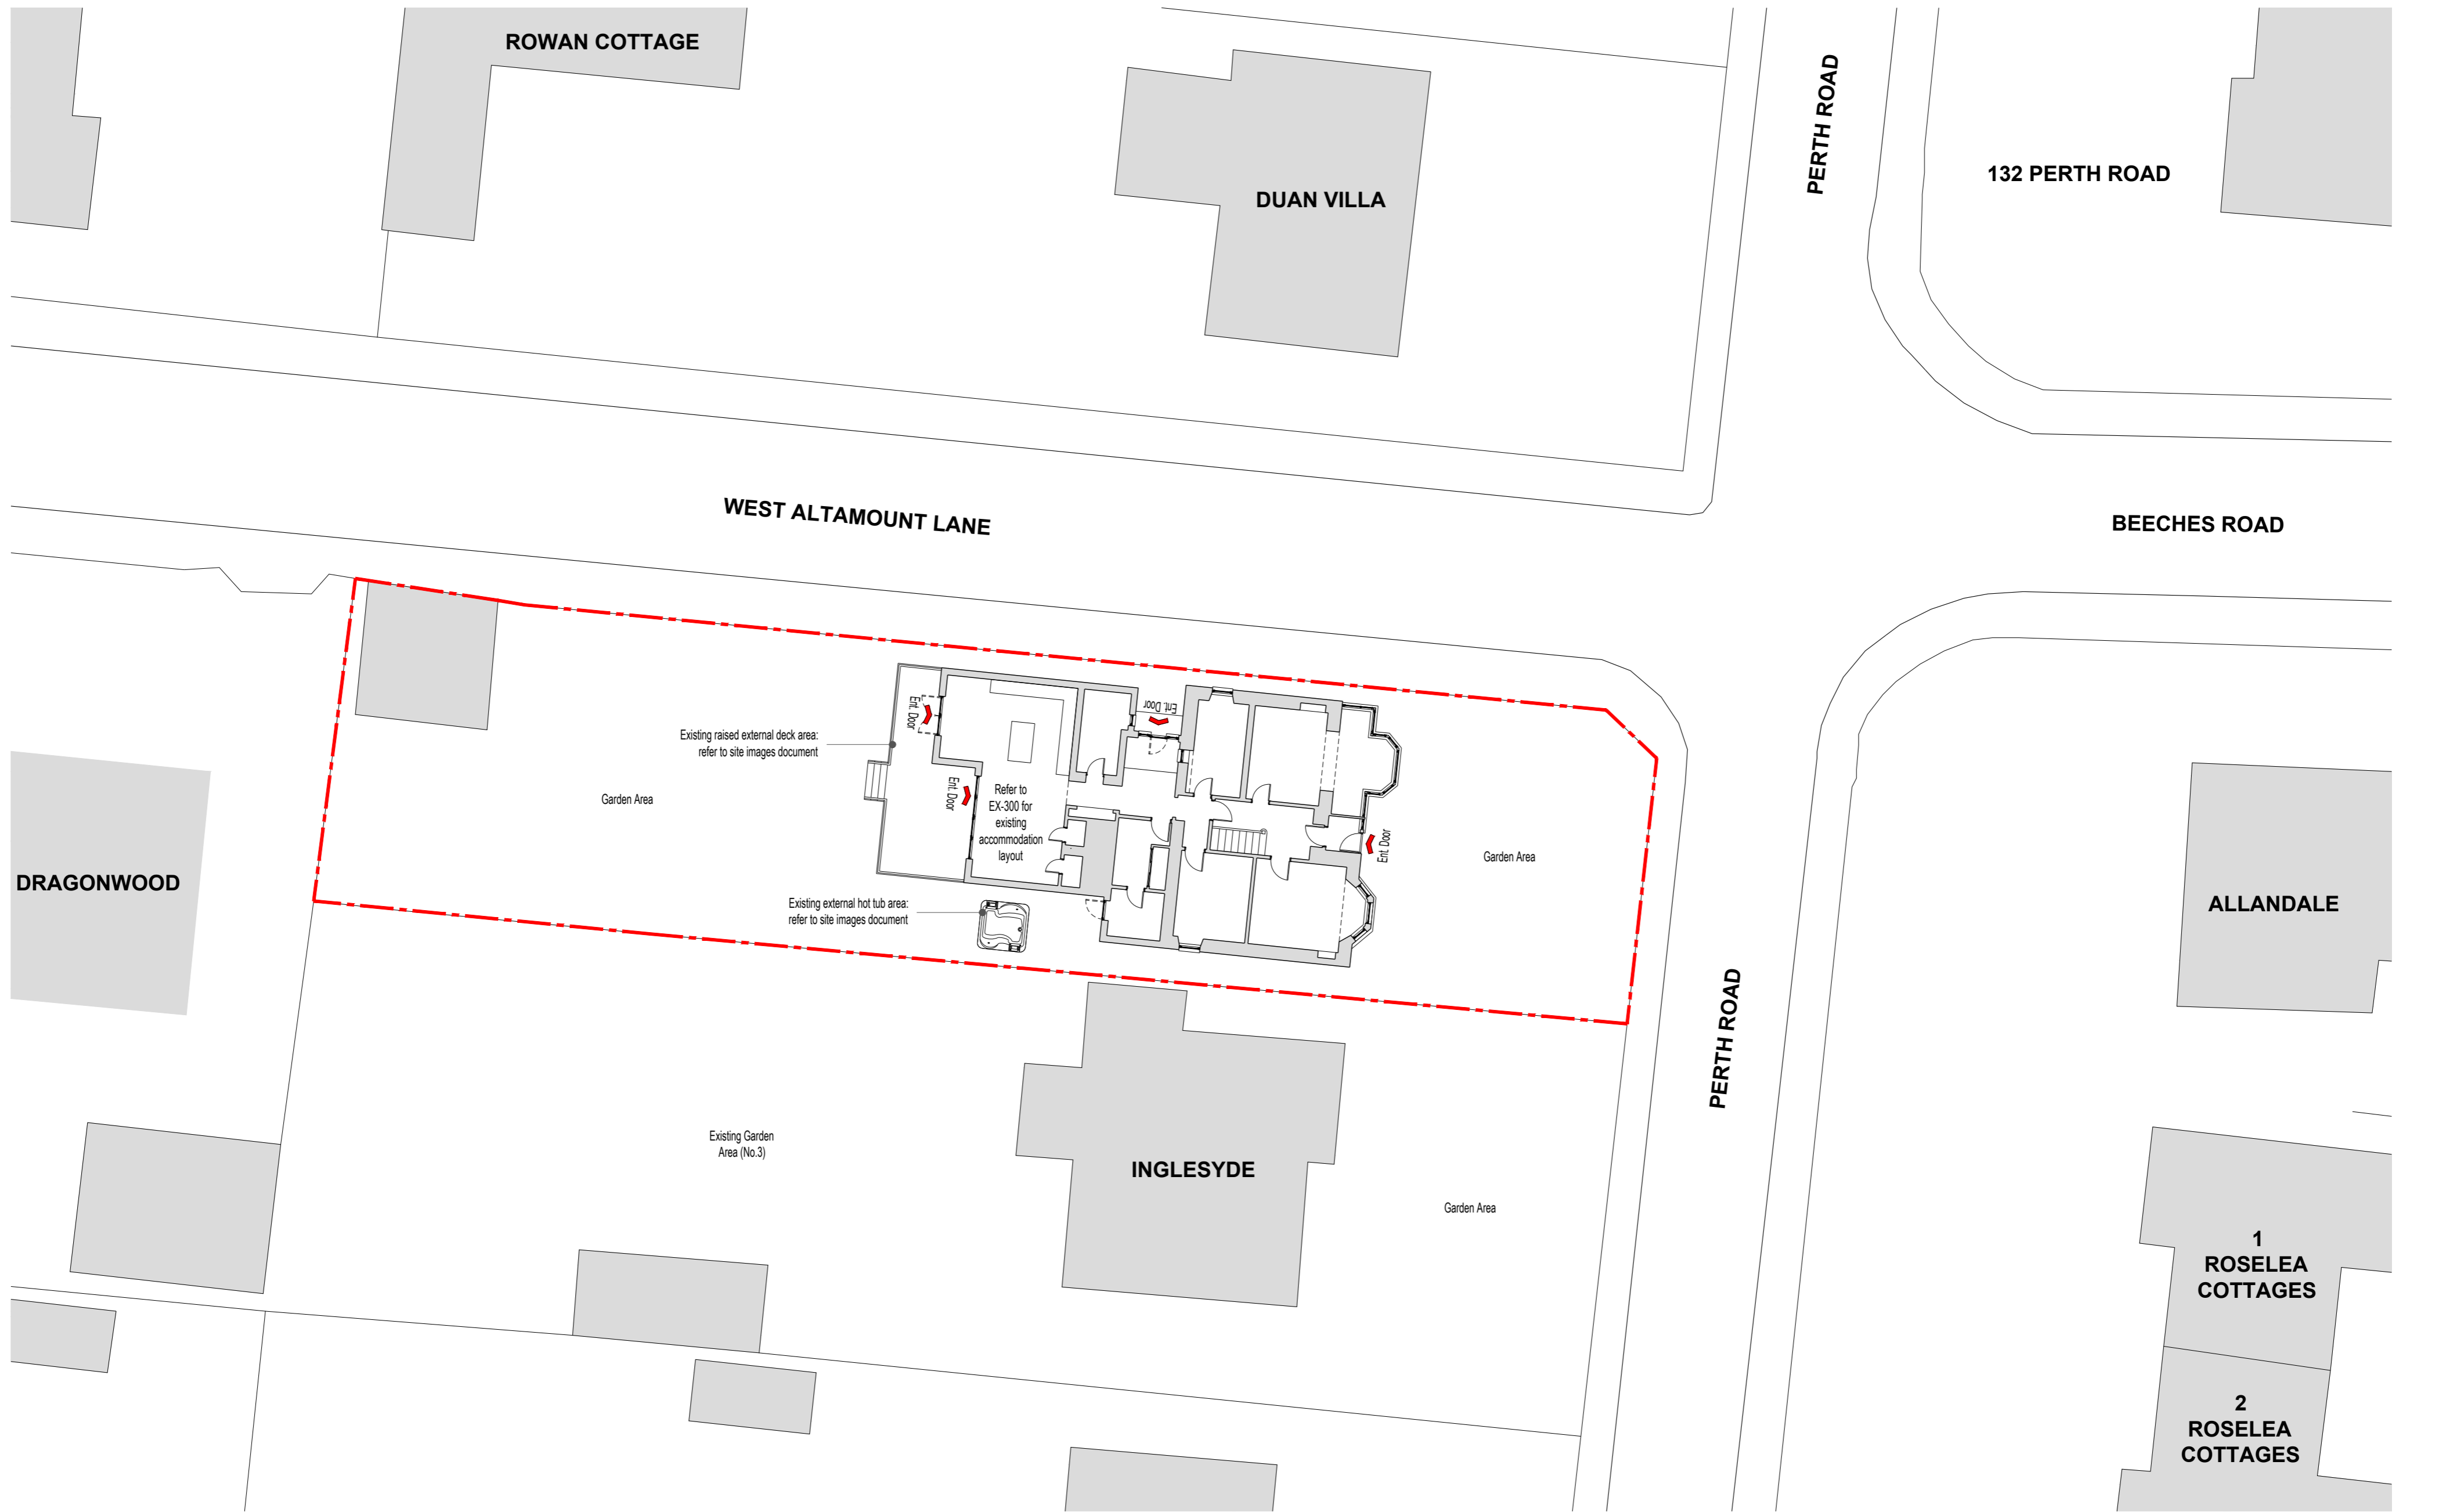 ROWAN COTTAGE
PERTH ROAD
132 PERTH ROAD
DUAN VILLA
WEST ALTAMOUNT LANE
BEECHES ROAD
Ent. Door
Ent. Door
Existing raised external deck area:
refer to site images document
Garden Area
Ent. Door
Refer to
EX-300 for
existing
accommodation
layout
Ent. Door
Garden Area
DRAGONWOOD
Existing external hot tub area:
refer to site images document
ALLANDALE
PERTH ROAD
Existing Garden
Area (No.3)
INGLESYDE
Garden Area
1
ROSELEA
COTTAGES
2
ROSELEA
COTTAGES